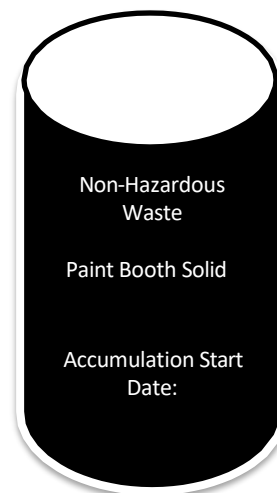 Non-Hazardous
Waste
Paint Booth Solid
Accumulation Start
Date: